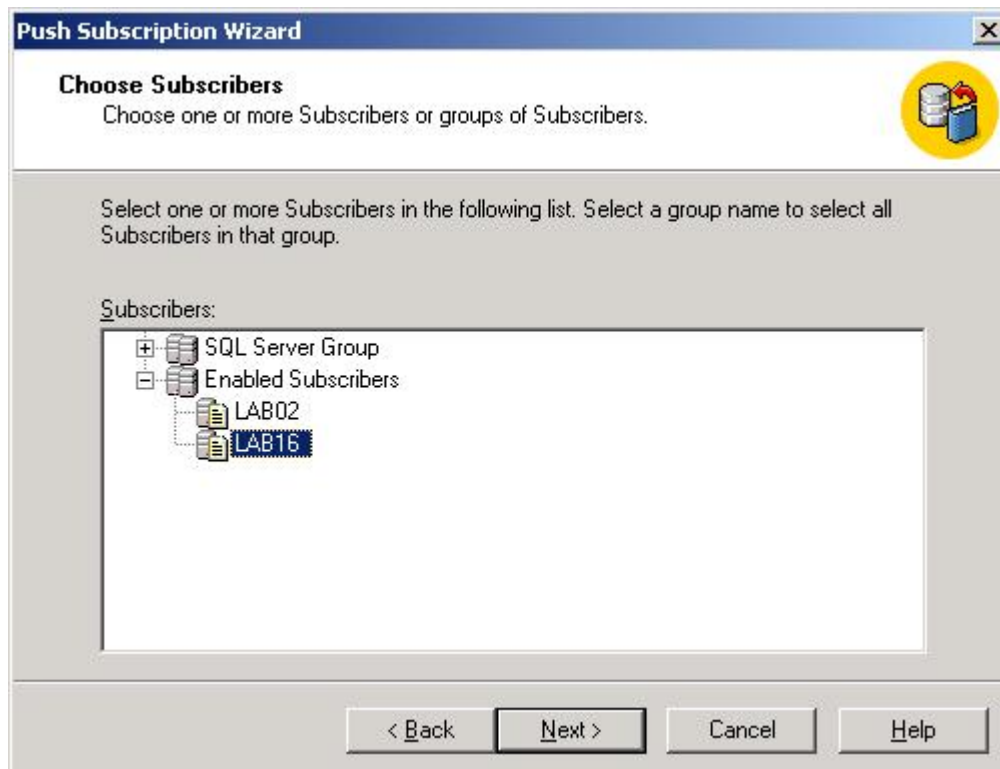 Push Subscription Wizard
Choose Subscribers
Choose one or more Subscribers or groups of Subscribers.
Select one or more Subscribers in the following list. Select a group name to select all
Subscribers in that group.
Subscribers:
SQL Server Group
Enabled Subscribers
LAB02
LAB16
< Back
Next >
Cancel
Help